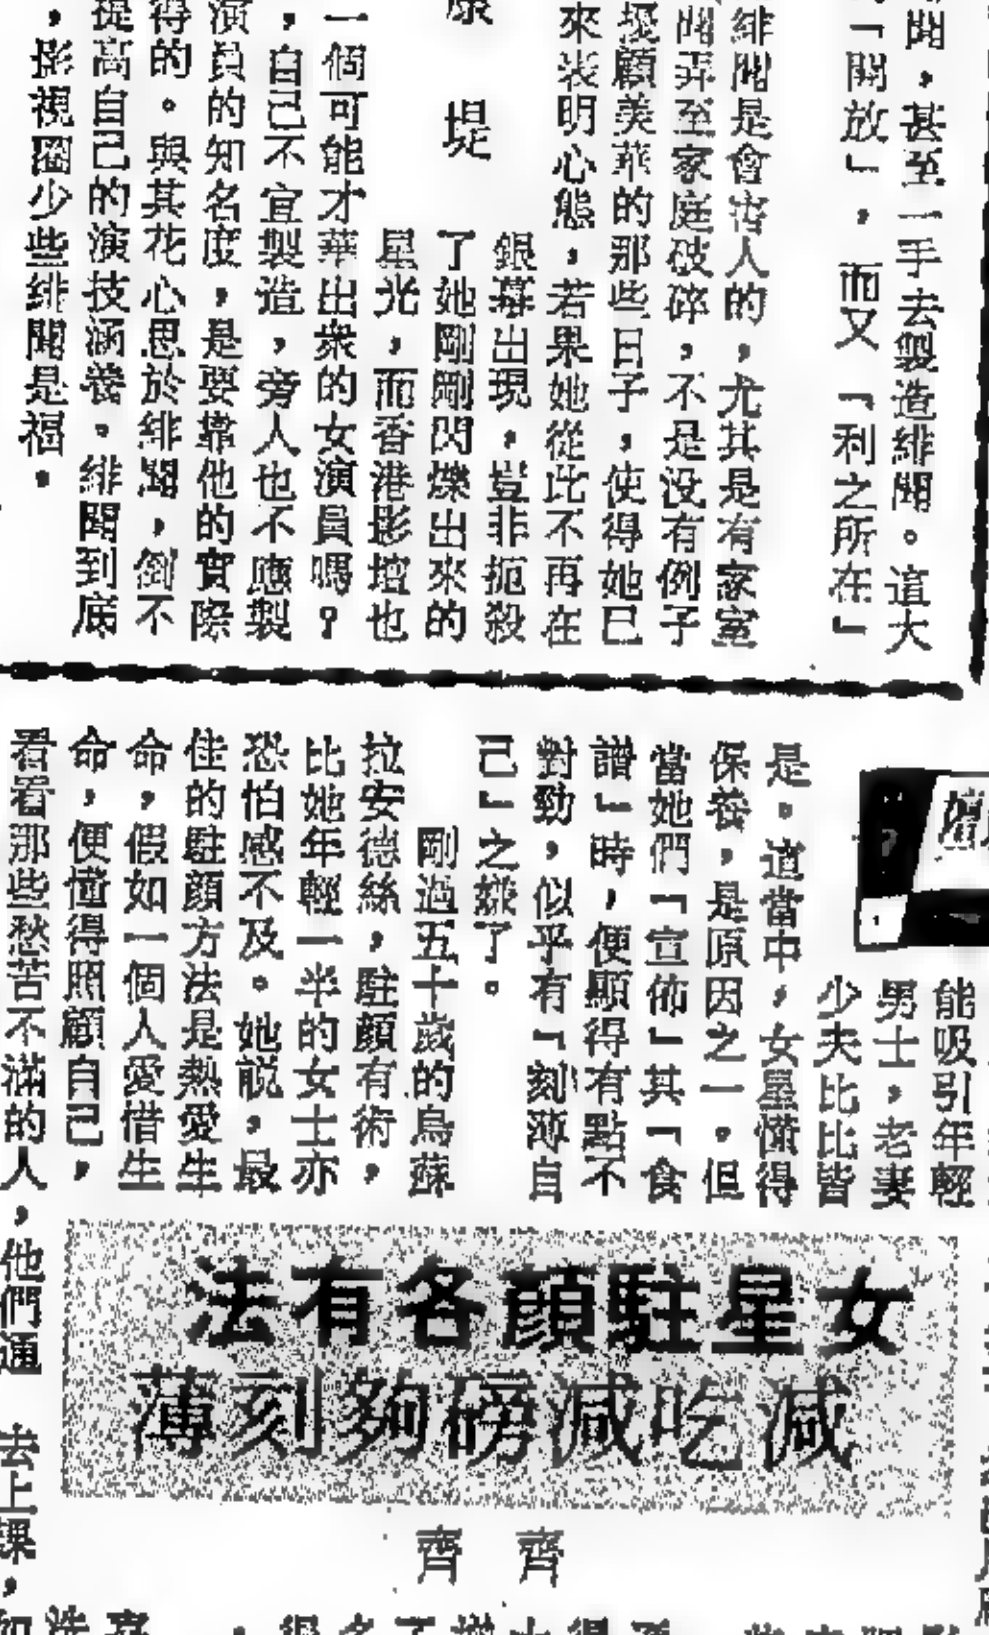 聞，甚至一手去製造緋聞。這大
「開放」，而又「利之所在」
緋聞是會害人的，尤其是有家室
鬧弄至家庭破碎，不是没有例子
顧美華的那些日子，使得她已
來表明心態，若果她從此不再在
銀幕出現，豈非扼殺
了她剛剛閃爍出來的
星光，而香港影壇也
一個可能才華出衆的女演員嗎？
，自己不宜製造，旁人也不應製
演員的知名度，是要靠他的實際
得的。與其花心思於緋聞，倒不
提高自己的演技涵養。緋聞到底
，影視圈少些緋聞是福。
堤
能吸引年輕
男士，老妻
少夫比比皆
是。這當中，女星懂得
保養，是原因之一。但
當她們「宣佈」其「食
譜」時，便顯得有點不
對勁，似乎有「刻薄自
己」之嫌了。
剛過五十歲的烏蘇
拉安德絲，駐顏有術，
比她年輕一半的女士亦
恐怕感不及。她説，最
佳的駐顏方法是熱愛生
命，假如一個人愛惜生
命，便懂得照顧自己，
看看那些愁苦不滿的人，他們通
去上課，
女星駐顏各有法
減吃減磅夠刻薄
齊齊